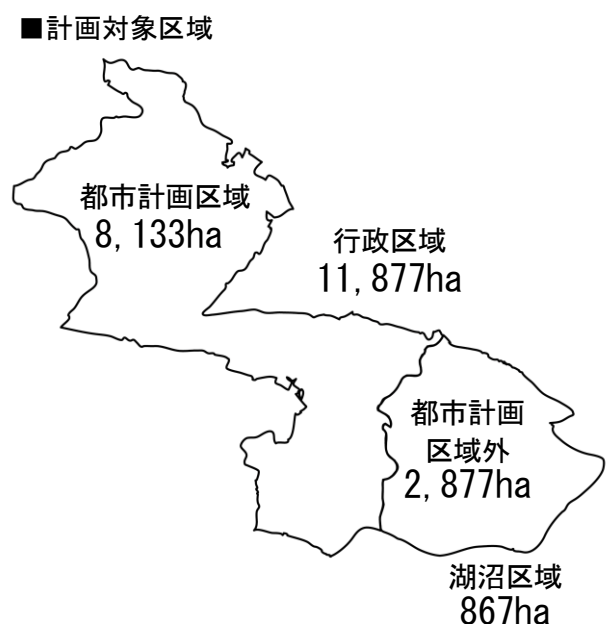 ■計画対象区域
都市計画区域
8,133ha
行政区域
11,877ha
都市計画
区域外
2,877ha
湖沼区域
867ha